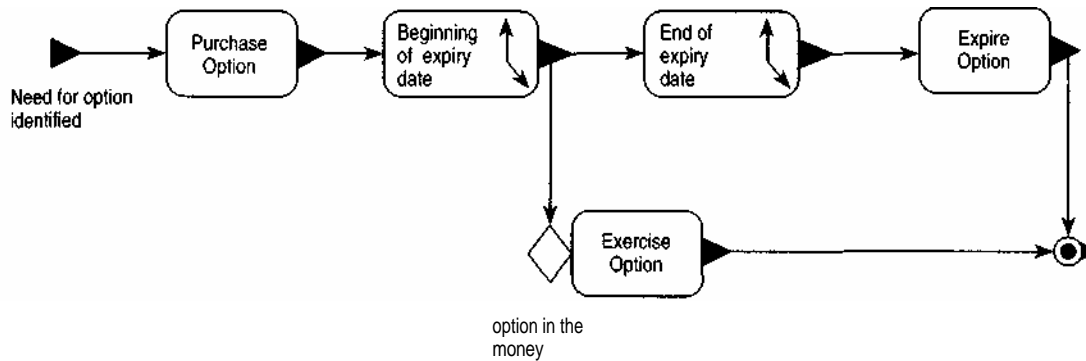 Need for option
identified
Purchase
Option
Beginning
of expiry
date
End of
expiry
date
Expire
Option
Exercise
Option
option in the
money